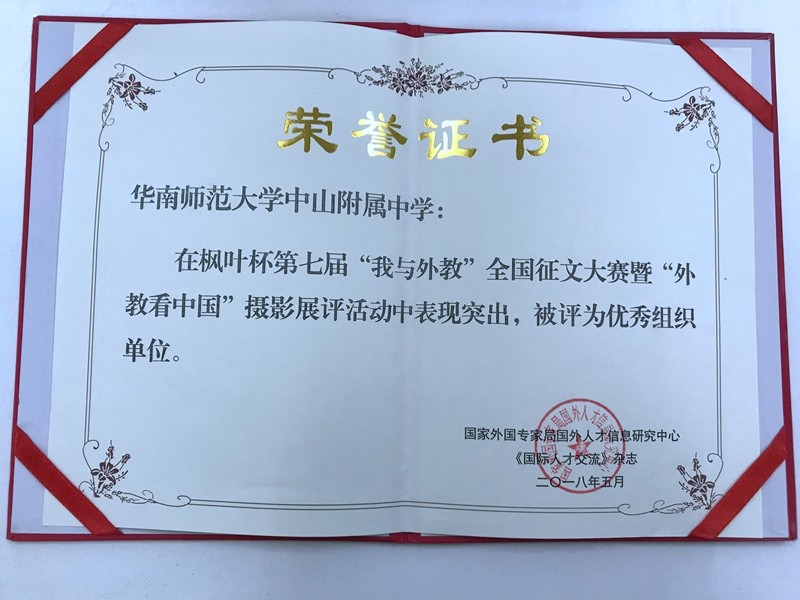 荣誉证书
华南师范大学中山附属中学：
在枫叶杯第七届“我与外教”全国征文大赛暨“外
教看中国”摄影展评活动中表现突出，被评为优秀组织
单位。
国家外国专家局国外人才信息研究中心
《国际人才交流》杂志
二〇一八年五月